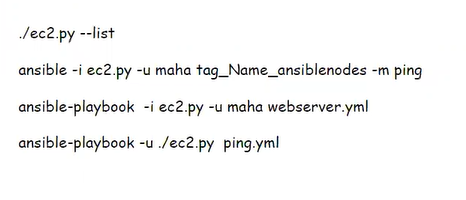 ./ec2.py --list
ansible -i ec2.py -u maha tag_Name_ansiblenodes -m ping
ansible-playbook  -i ec2.py -u maha webserver.yml
ansible-playbook -u ./ec2.py  ping.yml